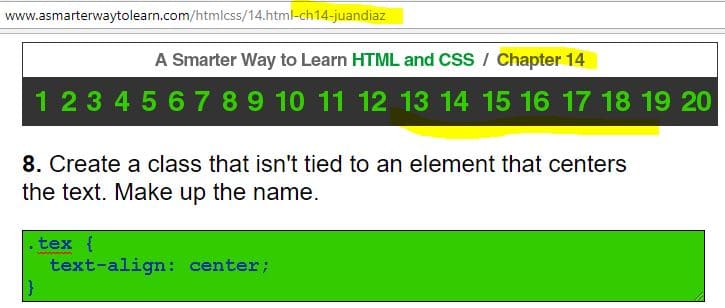 www.asmarterwaytolearn.com/htmlcss/14.html-ch14-juandiaz
A Smarter Way to Learn HTML and CSS / Chapter 14
1 2 3 4 5 6 7 8 9 10 11 12 13 14 15 16 17 18 19 20
8. Create a class that isn't tied to an element that centers
the text. Make up the name.
.tex {
text-align: center;
}